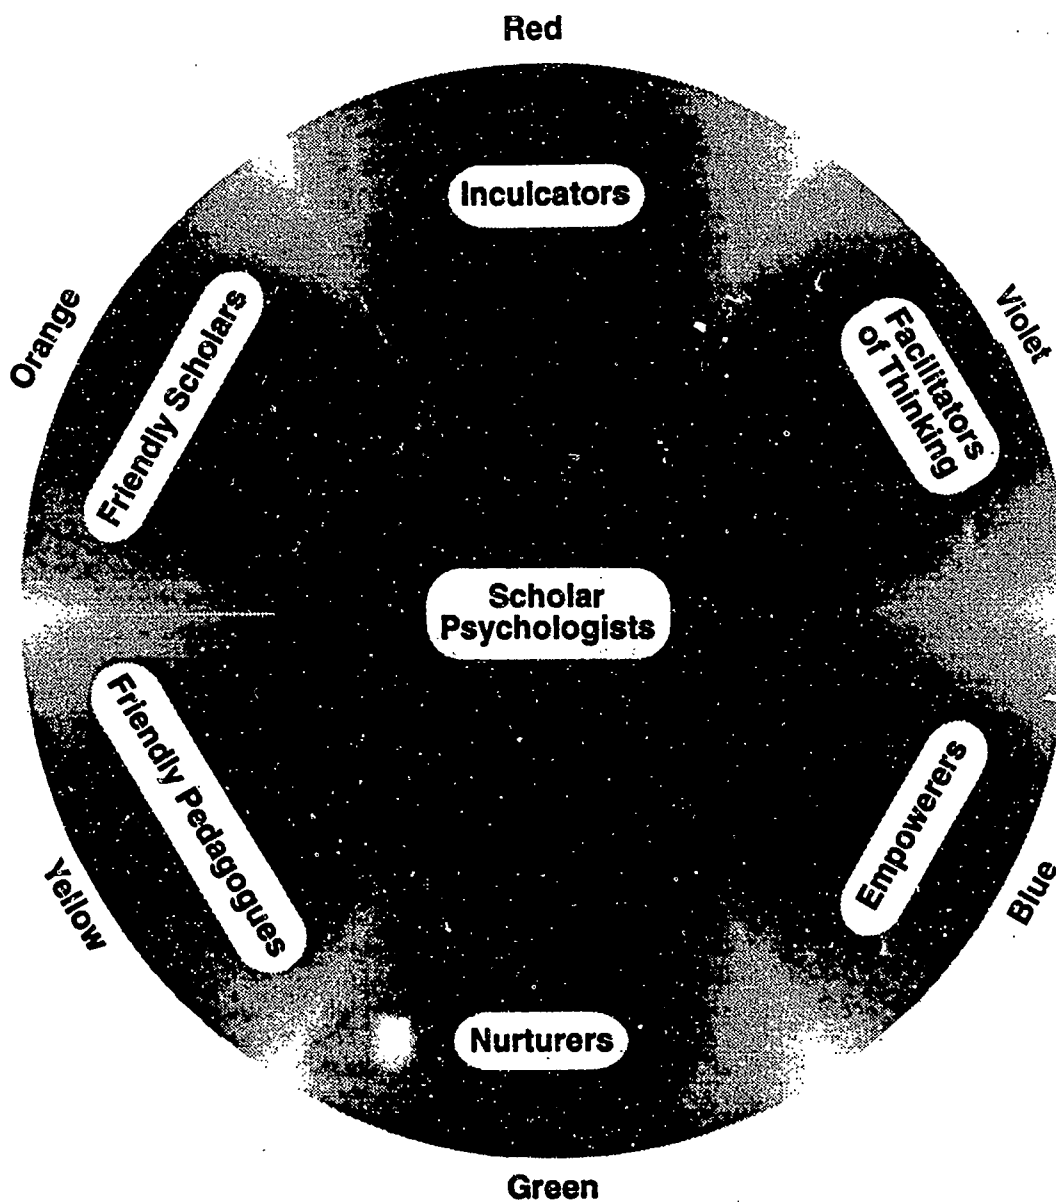 Red
Inculcators
Orange
Friendly Scholars
Violet
Facilitators
of Thinking
Scholar
Psychologists
Friendly Pedagogues
Yellow
Empowerers
Blue
Nurturers
Green